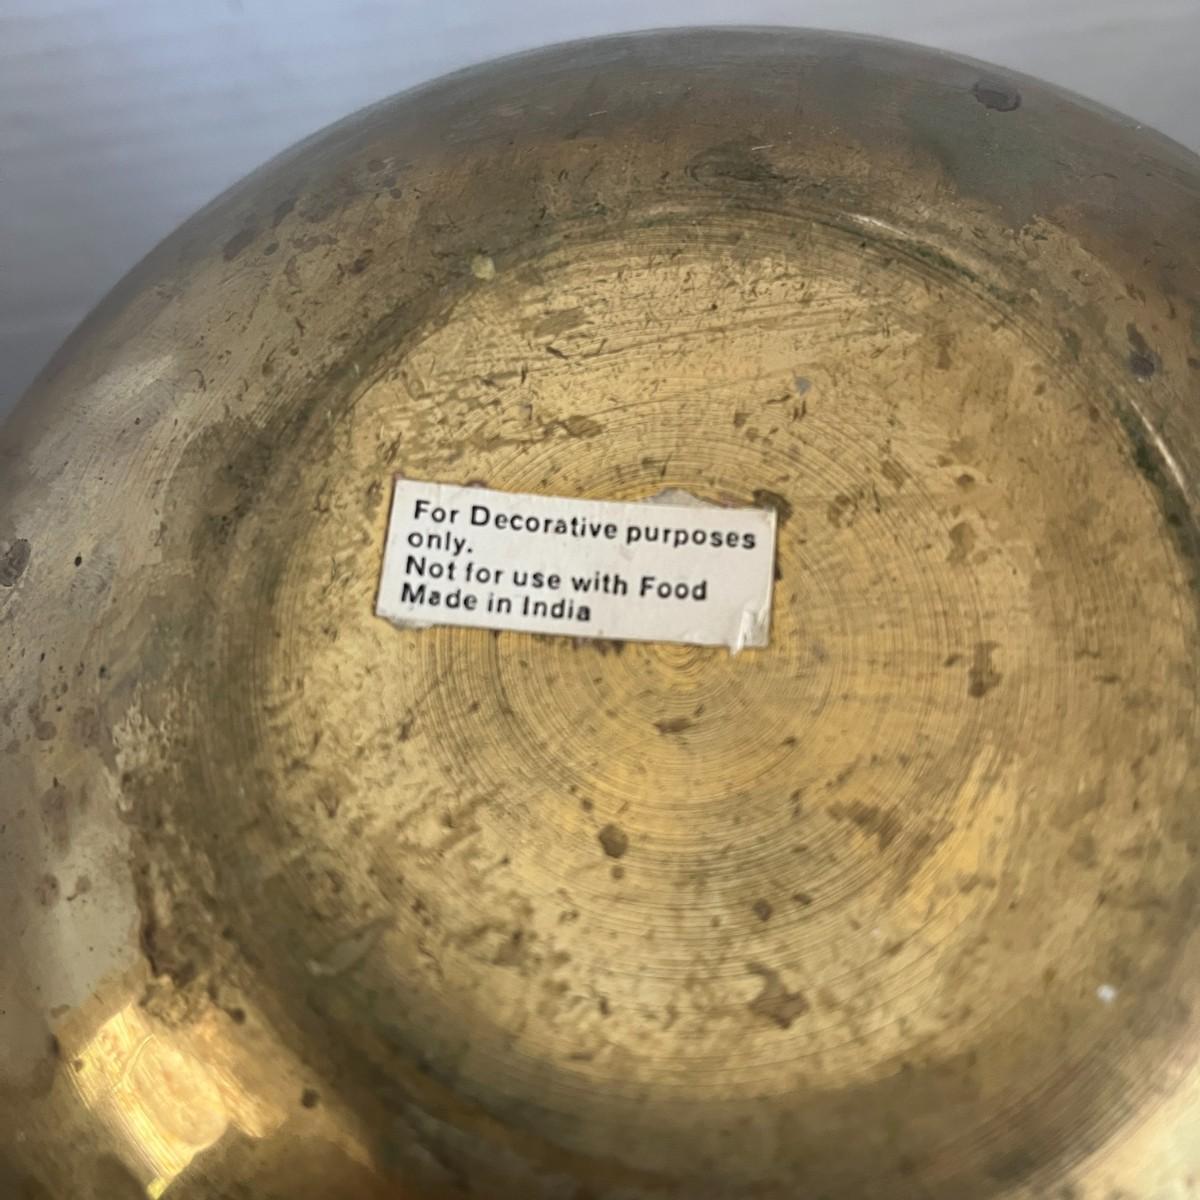 For Decorative purposes
only.
Not for use with Food
Made in India